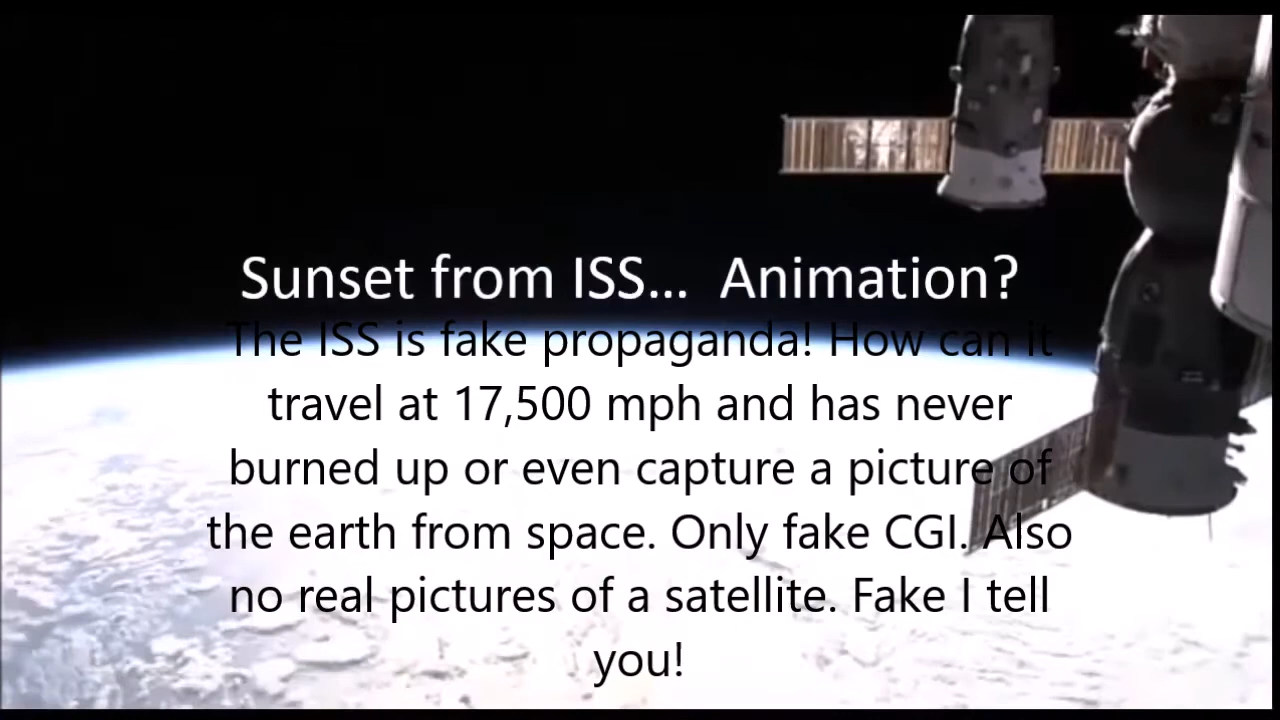 Sunset from ISS... Animation?
The ISS is fake propaganda! How can it
travel at 17,500 mph and has never
burned up or even capture a picture of
the earth from space. Only fake CGI. Also
no real pictures of a satellite. Fake I tell
you!